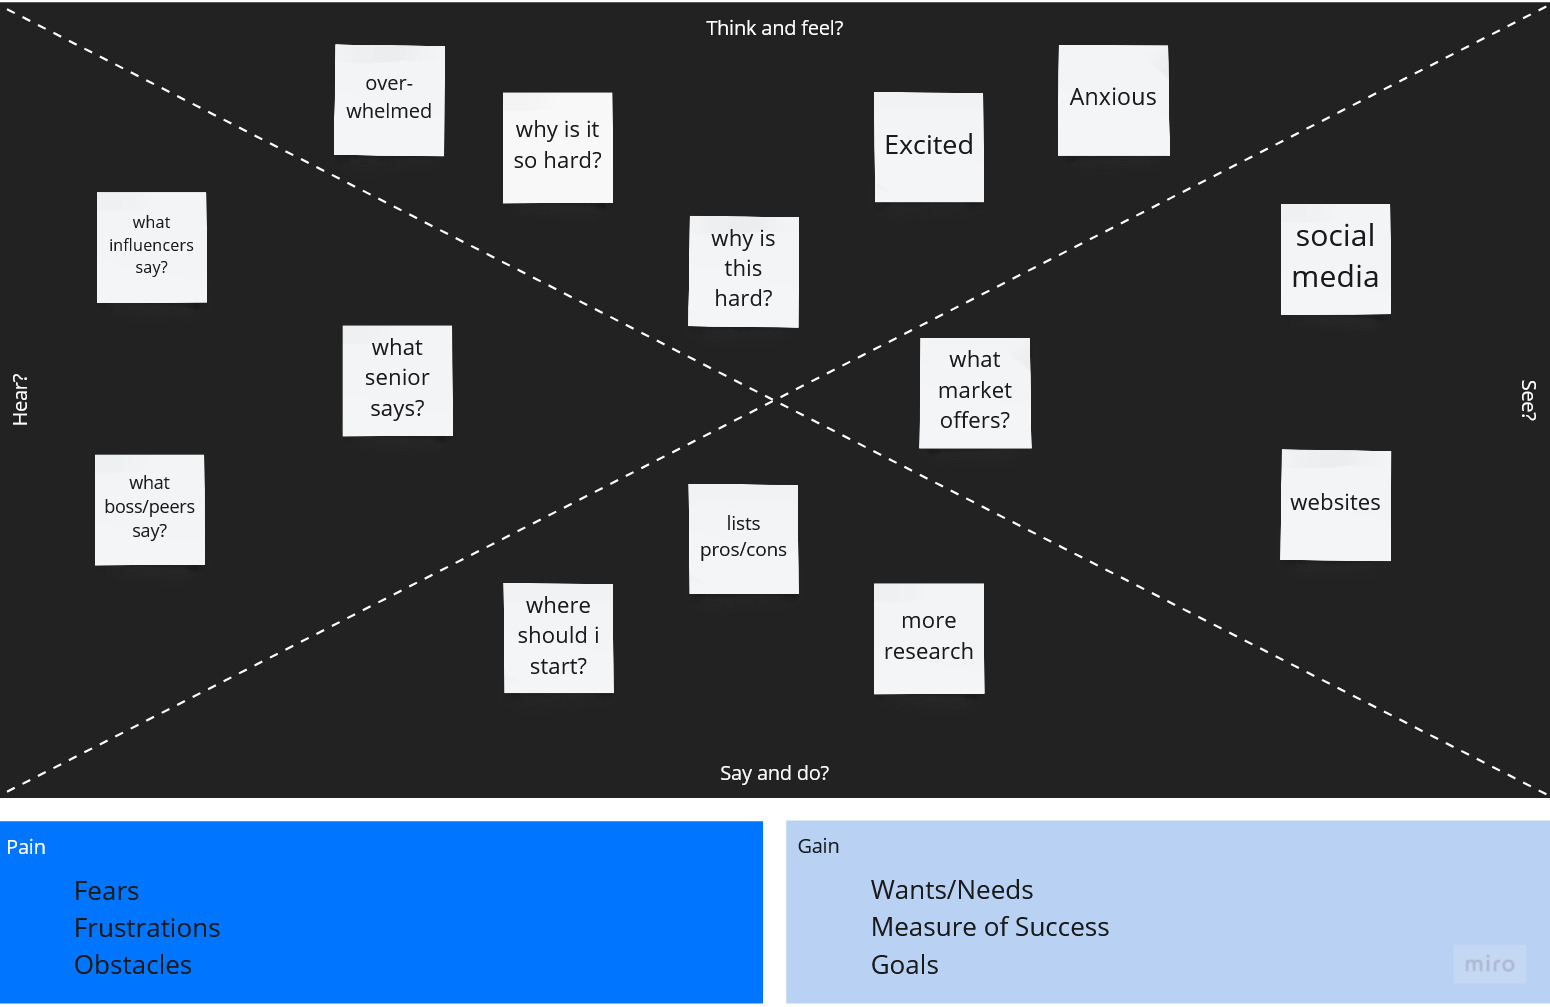 Think and feel?
over-
whelmed
why is it
so hard?
Excited
Anxious
why is
this
hard?
Hear?
what
influencers
say?
what
senior
says?
what
boss/peers
say?
See?
social
media
what
market
offers?
websites
lists
pros/cons
where
should i
start?
more
research
Say and do?
Pain
Fears
Frustrations
Obstacles
Gain
Wants/Needs
Measure of Success
Goals
miro